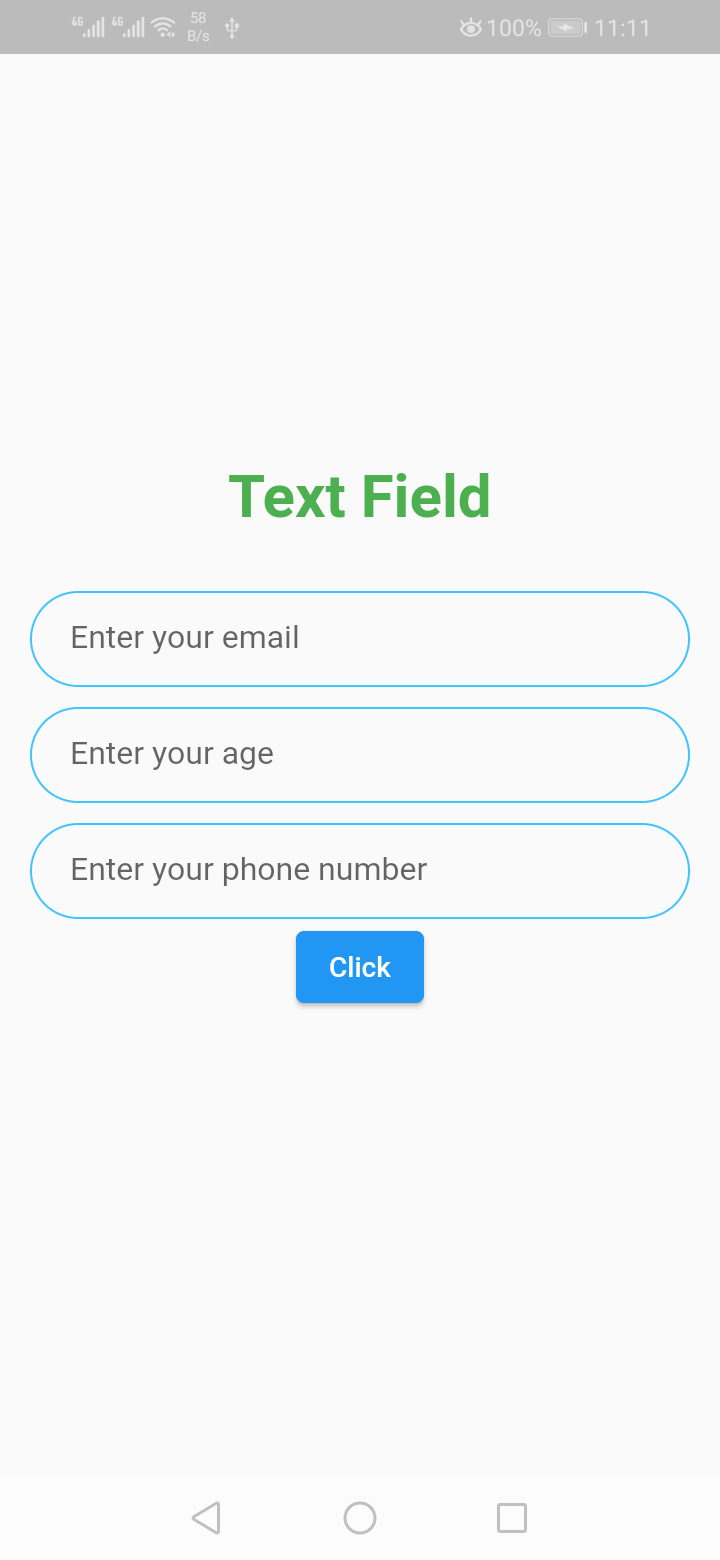 4G 4G 58 B/s 100% 11:11
Text Field
Enter your email
Enter your age
Enter your phone number
Click